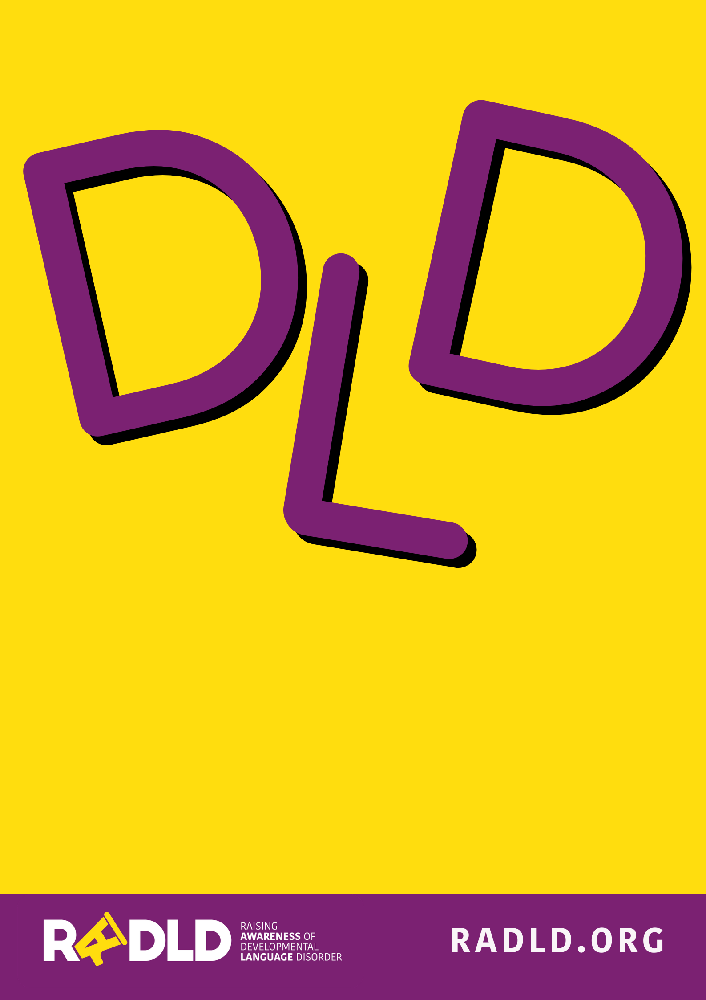 DLD
RADLD
RAISING
AWARENESS OF
DEVELOPMENTAL
LANGUAGE DISORDER
RADLD.ORG